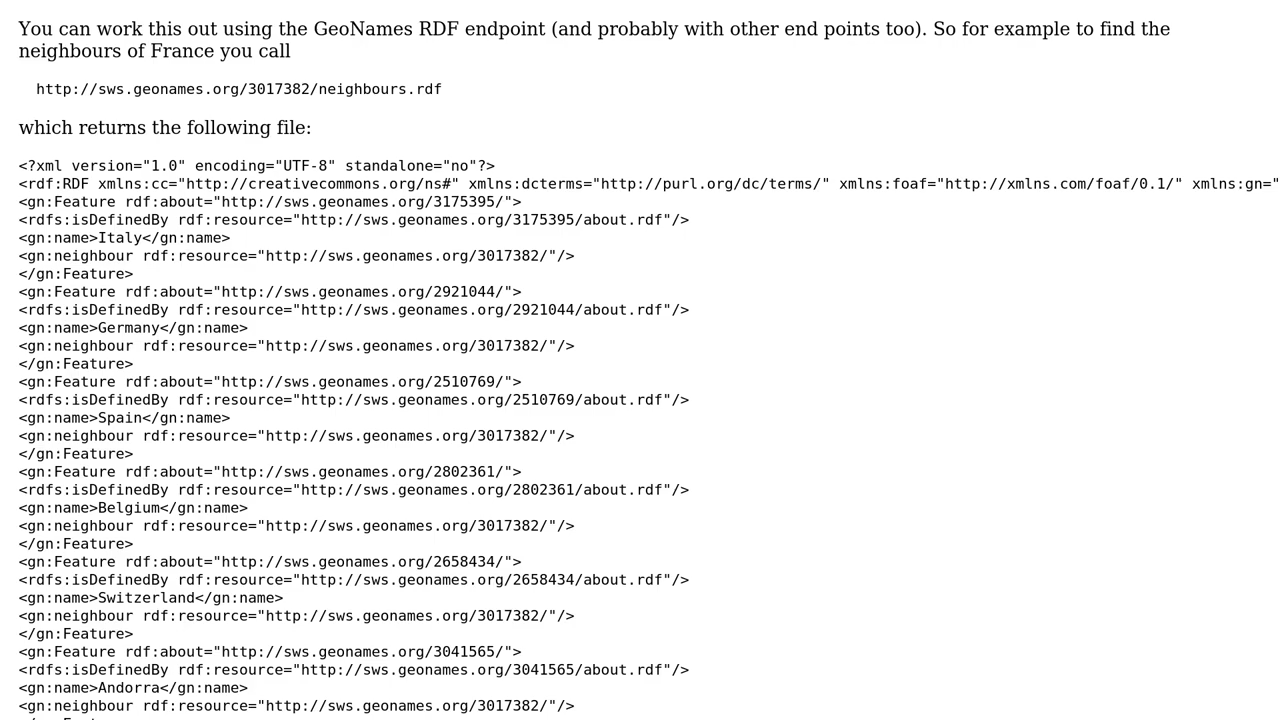 You can work this out using the GeoNames RDF endpoint (and probably with other end points too). So for example to find the
neighbours of France you call
http://sws.geonames.org/3017382/neighbours.rdf
which returns the following file:
<?xml version="1.0" encoding="UTF-8" standalone="no"?>
<rdf:RDF xmlns:cc="http://creativecommons.org/ns#" xmlns:dcterms="http://purl.org/dc/terms/" xmlns:foaf="http://xmlns.com/foaf/0.1/" xmlns:gn="
<gn:Feature rdf:about="http://sws.geonames.org/3175395/">
<rdfs:isDefinedBy rdf:resource="http://sws.geonames.org/3175395/about.rdf"/>
<gn:name>Italy</gn:name>
<gn:neighbour rdf:resource="http://sws.geonames.org/3017382/"/>
</gn:Feature>
<gn:Feature rdf:about="http://sws.geonames.org/2921044/">
<rdfs:isDefinedBy rdf:resource="http://sws.geonames.org/2921044/about.rdf"/>
<gn:name>Germany</gn:name>
<gn:neighbour rdf:resource="http://sws.geonames.org/3017382/"/>
</gn:Feature>
<gn:Feature rdf:about="http://sws.geonames.org/2510769/">
<rdfs:isDefinedBy rdf:resource="http://sws.geonames.org/2510769/about.rdf"/>
<gn:name>Spain</gn:name>
<gn:neighbour rdf:resource="http://sws.geonames.org/3017382/"/>
</gn:Feature>
<gn:Feature rdf:about="http://sws.geonames.org/2802361/">
<rdfs:isDefinedBy rdf:resource="http://sws.geonames.org/2802361/about.rdf"/>
<gn:name>Belgium</gn:name>
<gn:neighbour rdf:resource="http://sws.geonames.org/3017382/"/>
</gn:Feature>
<gn:Feature rdf:about="http://sws.geonames.org/2658434/">
<rdfs:isDefinedBy rdf:resource="http://sws.geonames.org/2658434/about.rdf"/>
<gn:name>Switzerland</gn:name>
<gn:neighbour rdf:resource="http://sws.geonames.org/3017382/"/>
</gn:Feature>
<gn:Feature rdf:about="http://sws.geonames.org/3041565/">
<rdfs:isDefinedBy rdf:resource="http://sws.geonames.org/3041565/about.rdf"/>
<gn:name>Andorra</gn:name>
<gn:neighbour rdf:resource="http://sws.geonames.org/3017382/"/>